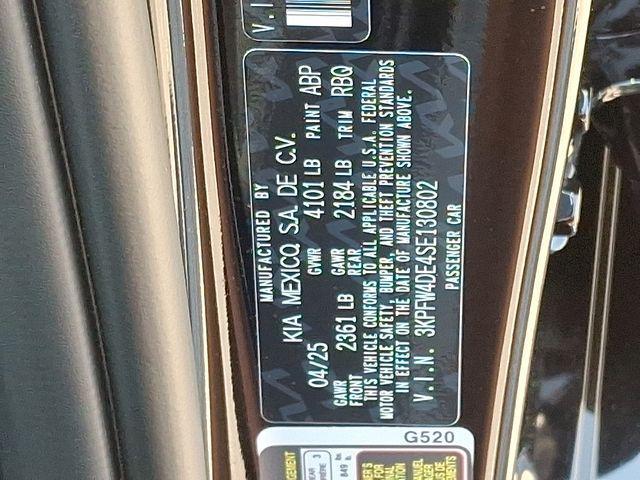 MANUFACTURED BY
KIA MEXICO, S.A. DE C.V.
04/25 GVWR 4101 LB PAINT ABP
GAWR FRONT 2361 LB GAWR REAR 2184 LB TRIM RBQ
THIS VEHICLE CONFORMS TO ALL APPLICABLE U.S.A. FEDERAL
MOTOR VEHICLE SAFETY, BUMPER, AND THEFT PREVENTION STANDARDS
IN EFFECT ON THE DATE OF MANUFACTURE SHOWN ABOVE.
V.I.N. 3KPFW4DE4SE130802
PASSENGER CAR
G520